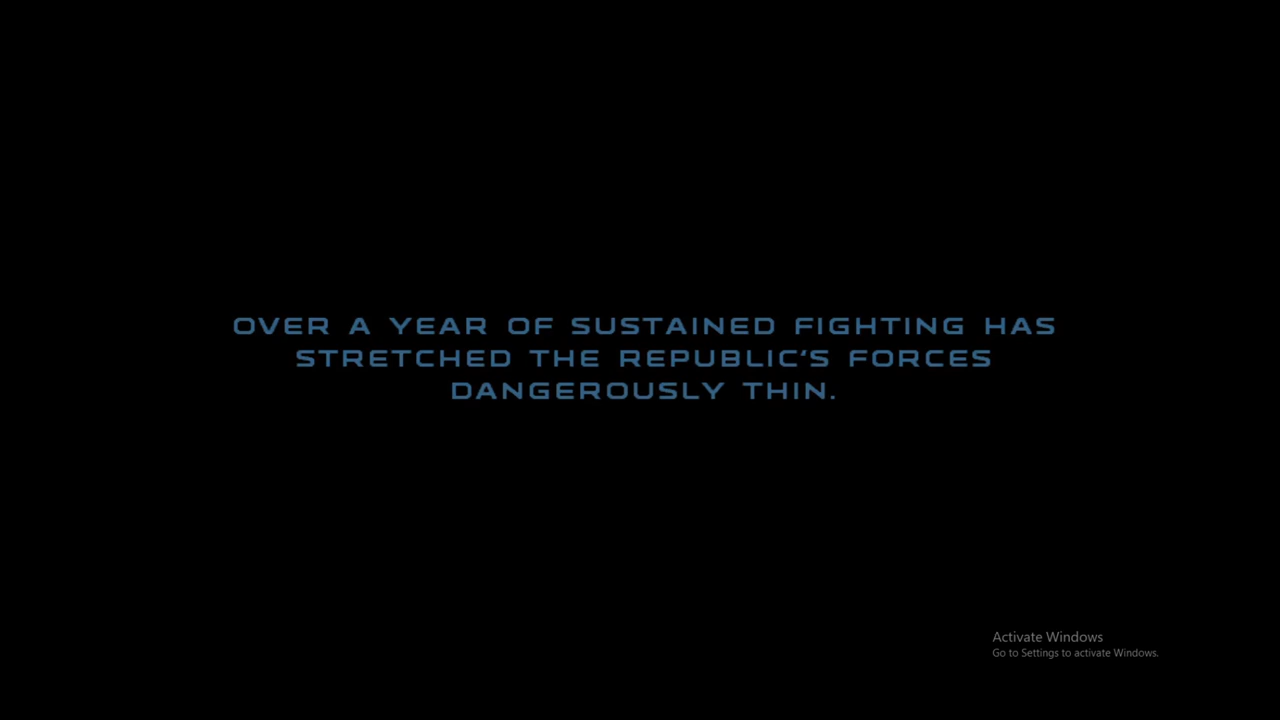 OVER A YEAR OF SUSTAINED FIGHTING HAS
STRETCHED THE REPUBLIC'S FORCES
DANGEROUSLY THIN.
Activate Windows
Go to Settings to activate Windows.